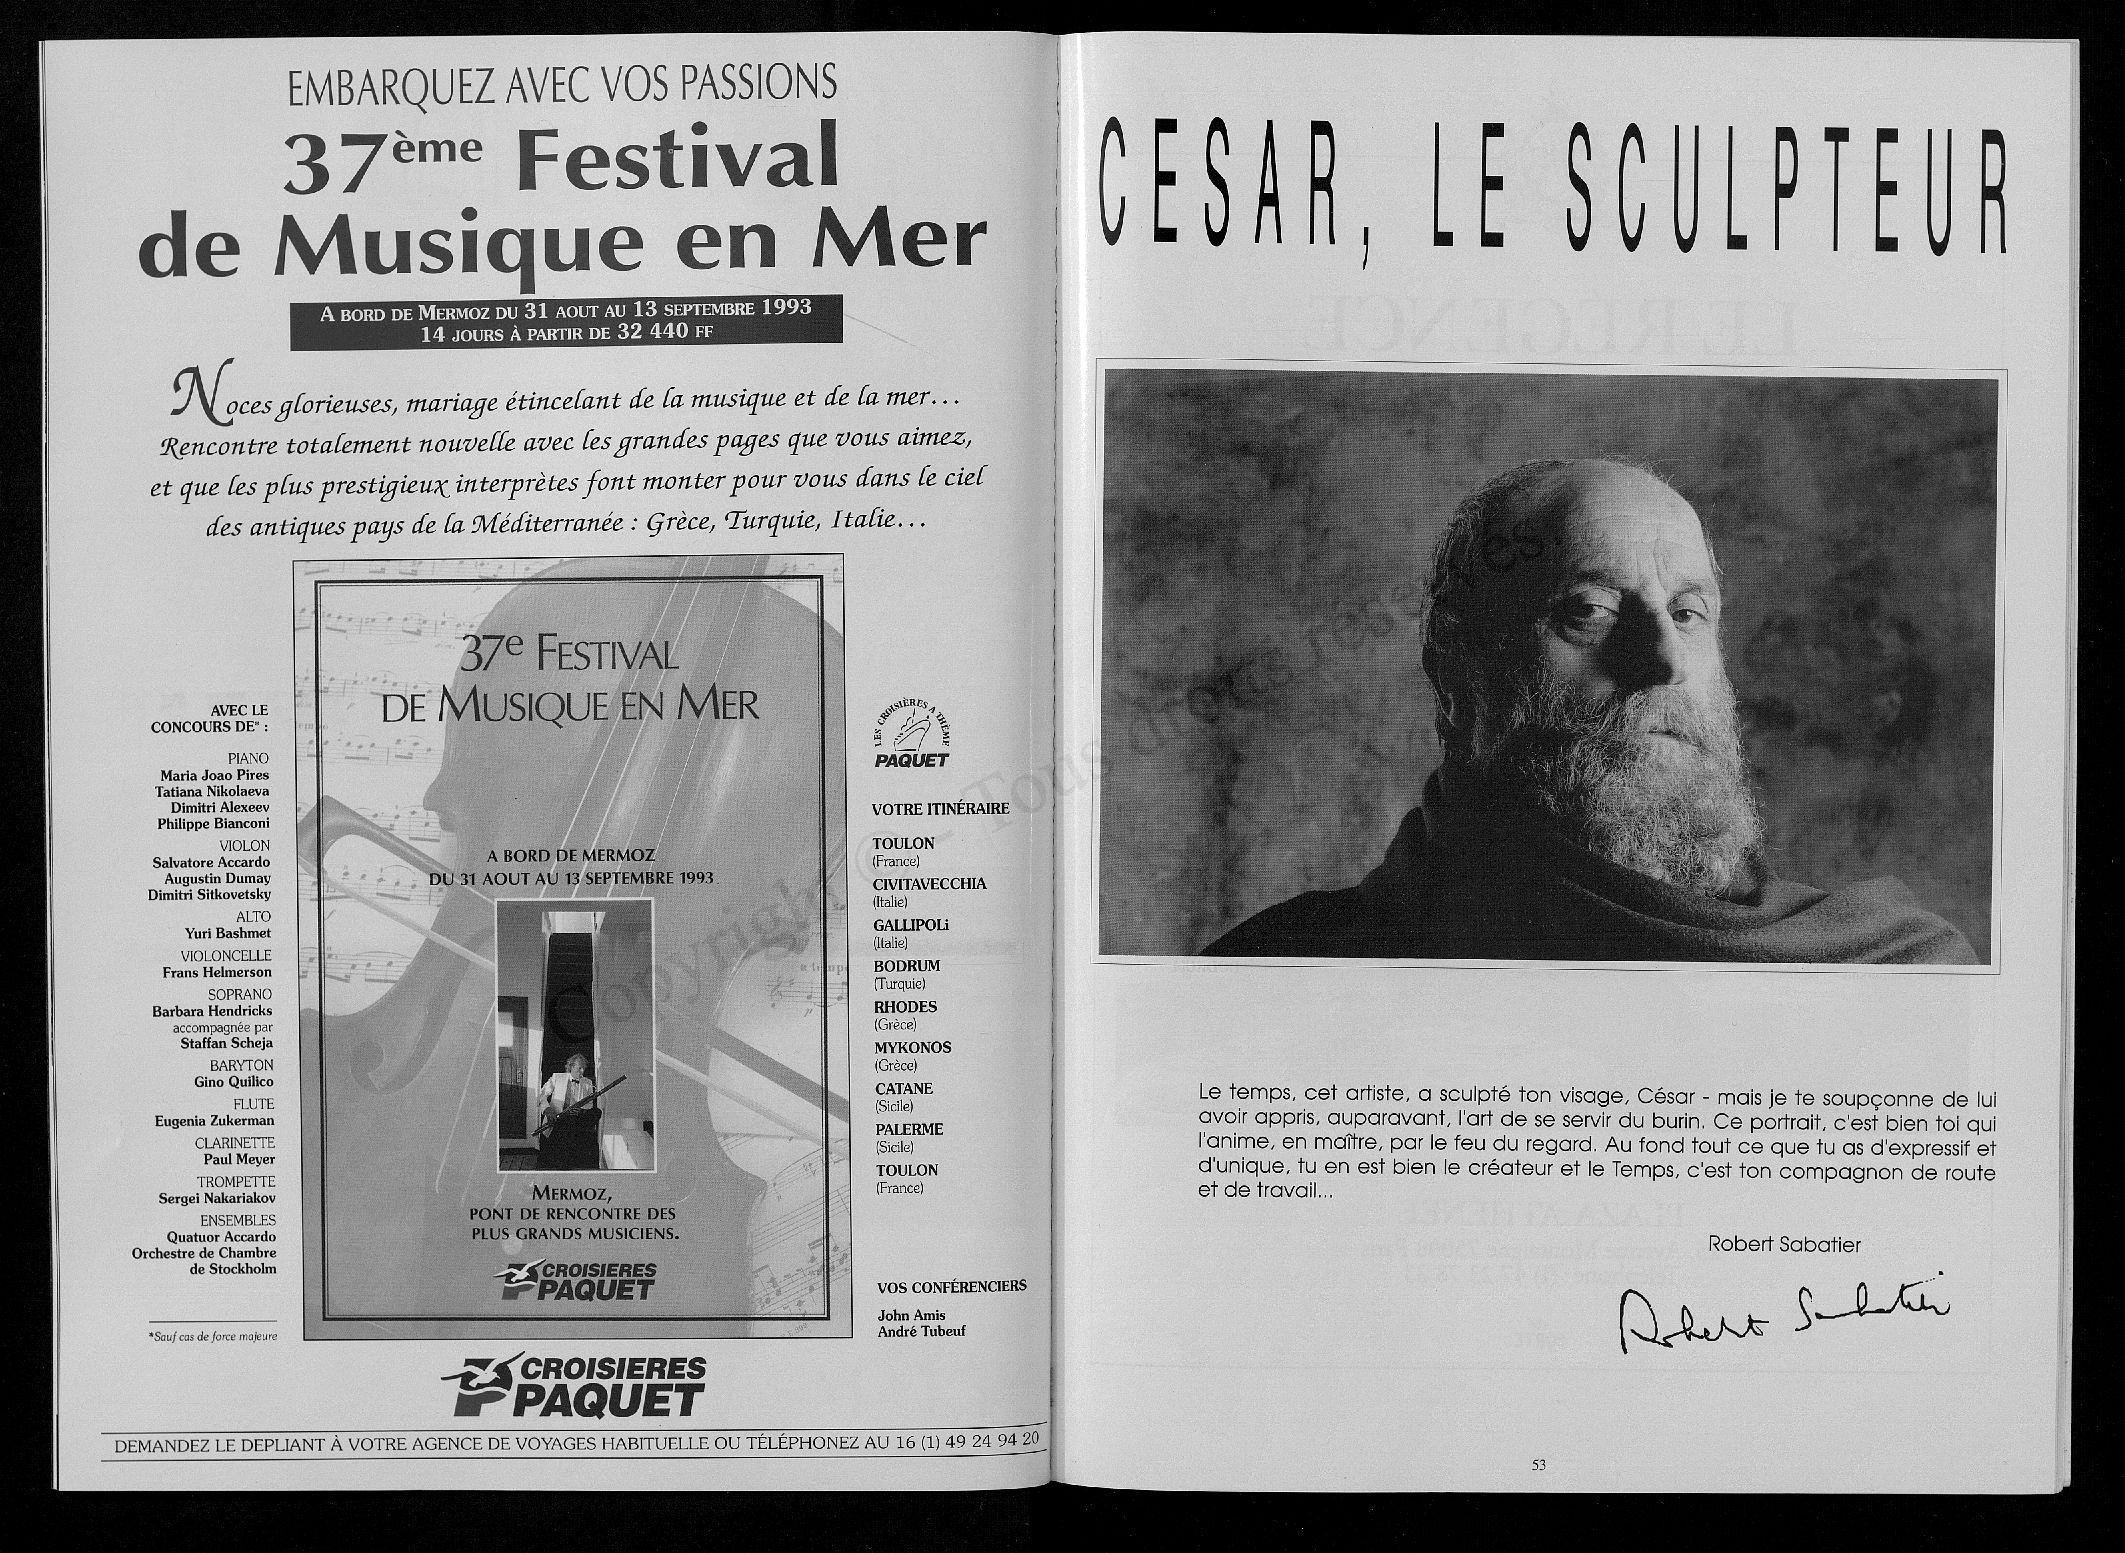 EMBARQUEZ AVEC VOS PASSIONS
37ème Festival
de Musique en Mer
A BORD DE MERMOZ DU 31 AOUT AU 13 SEPTEMBRE 1993
14 JOURS À PARTIR DE 32 440 FF
Noces glorieuses, mariage étincelant de la musique et de la mer...
Rencontre totalement nouvelle avec les grandes pages que vous aimez,
et que les plus prestigieux interprètes font monter pour vous dans le ciel
des antiques pays de la Méditerranée : Grèce, Turquie, Italie...
AVEC LE
CONCOURS DE* :
PIANO
Maria Joao Pires
Tatiana Nikolaeva
Dimitri Alexeev
Philippe Bianconi
VIOLON
Salvatore Accardo
Augustin Dumay
Dimitri Sitkovetsky
ALTO
Yuri Bashmet
VIOLONCELLE
Frans Helmerson
SOPRANO
Barbara Hendricks
accompagnée par
Staffan Scheja
BARYTON
Gino Quilico
FLUTE
Eugenia Zukerman
CLARINETTE
Paul Meyer
TROMPETTE
Sergei Nakariakov
ENSEMBLES
Quatuor Accardo
Orchestre de Chambre
de Stockholm
*Sauf cas de force majeure
37e FESTIVAL
DE MUSIQUE EN MER
A BORD DE MERMOZ
DU 31 AOUT AU 13 SEPTEMBRE 1993
MERMOZ,
PONT DE RENCONTRE DES
PLUS GRANDS MUSICIENS.
CROISIERES
PAQUET
LES CROISIÈRES A THÈME
PAQUET
VOTRE ITINÉRAIRE
TOULON
(France)
CIVITAVECCHIA
(Italie)
GALLIPOLi
(Italie)
BODRUM
(Turquie)
RHODES
(Grèce)
MYKONOS
(Grèce)
CATANE
(Sicile)
PALERME
(Sicile)
TOULON
(France)
VOS CONFÉRENCIERS
John Amis
André Tubeuf
CROISIERES
PAQUET
DEMANDEZ LE DEPLIANT À VOTRE AGENCE DE VOYAGES HABITUELLE OU TÉLÉPHONEZ AU 16 (1) 49 24 94 20
CESAR, LE SCULPTEUR
Le temps, cet artiste, a sculpté ton visage, César - mais je te soupçonne de lui
avoir appris, auparavant, l'art de se servir du burin. Ce portrait, c'est bien toi qui
l'anime, en maître, par le feu du regard. Au fond tout ce que tu as d'expressif et
d'unique, tu en est bien le créateur et le Temps, c'est ton compagnon de route
et de travail...
Robert Sabatier
Robert Sabatier
53
Copyright © – Tous droits réservés